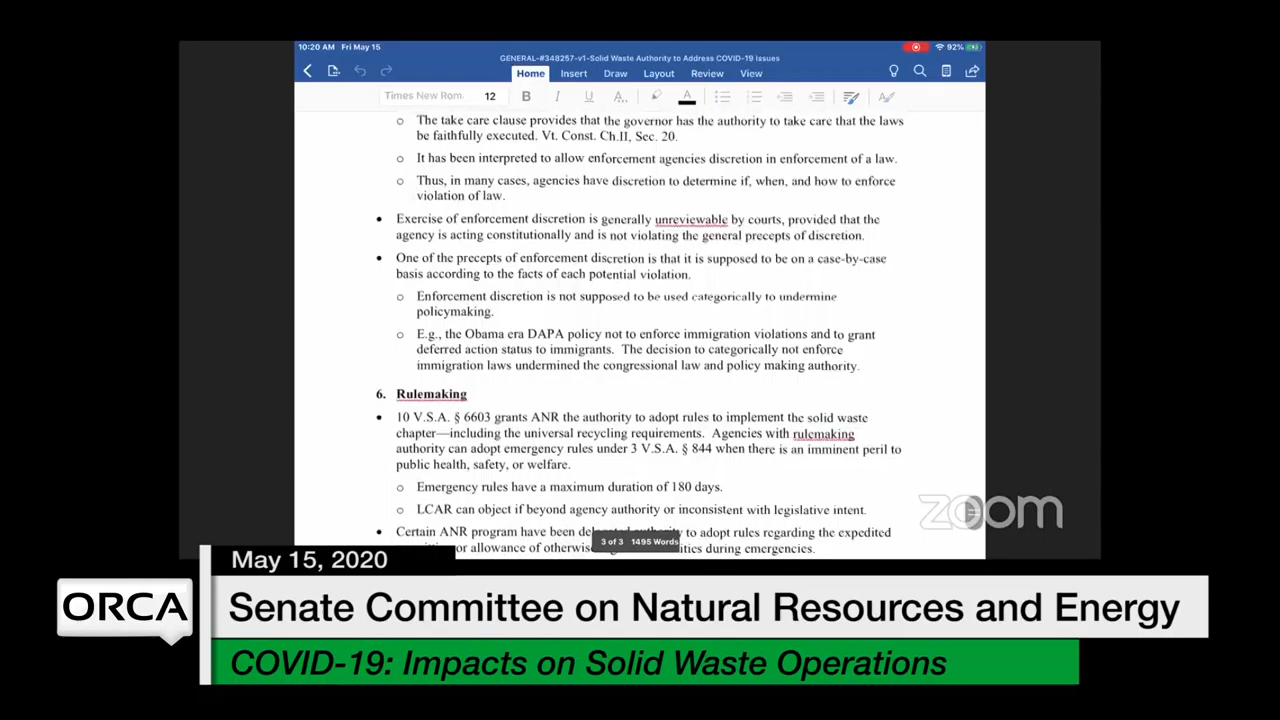 10:20 AM Fri May 15
92%
GENERAL-#348257-v1-Solid Waste Authority to Address COVID-19 issues
Home Insert Draw Layout Review View
Times New Rom 12 B I U A
The take care clause provides that the governor has the authority to take care that the laws
be faithfully executed. Vt. Const. Ch.II, Sec. 20.
It has been interpreted to allow enforcement agencies discretion in enforcement of a law.
Thus, in many cases, agencies have discretion to determine if, when, and how to enforce
violation of law.
Exercise of enforcement discretion is generally unreviewable by courts, provided that the
agency is acting constitutionally and is not violating the general precepts of discretion.
One of the precepts of enforcement discretion is that it is supposed to be on a case-by-case
basis according to the facts of each potential violation.
Enforcement discretion is not supposed to be used categorically to undermine
policymaking.
E.g., the Obama era DAPA policy not to enforce immigration violations and to grant
deferred action status to immigrants. The decision to categorically not enforce
immigration laws undermined the congressional law and policy making authority.
6. Rulemaking
10 V.S.A. § 6603 grants ANR the authority to adopt rules to implement the solid waste
chapter—including the universal recycling requirements. Agencies with rulemaking
authority can adopt emergency rules under 3 V.S.A. § 844 when there is an imminent peril to
public health, safety, or welfare.
Emergency rules have a maximum duration of 180 days.
LCAR can object if beyond agency authority or inconsistent with legislative intent.
Certain ANR program have been delegated authority to adopt rules regarding the expedited
or allowance of otherwise during emergencies.
3 of 3 1495 Words
zoom
May 15, 2020
ORCA
Senate Committee on Natural Resources and Energy
COVID-19: Impacts on Solid Waste Operations